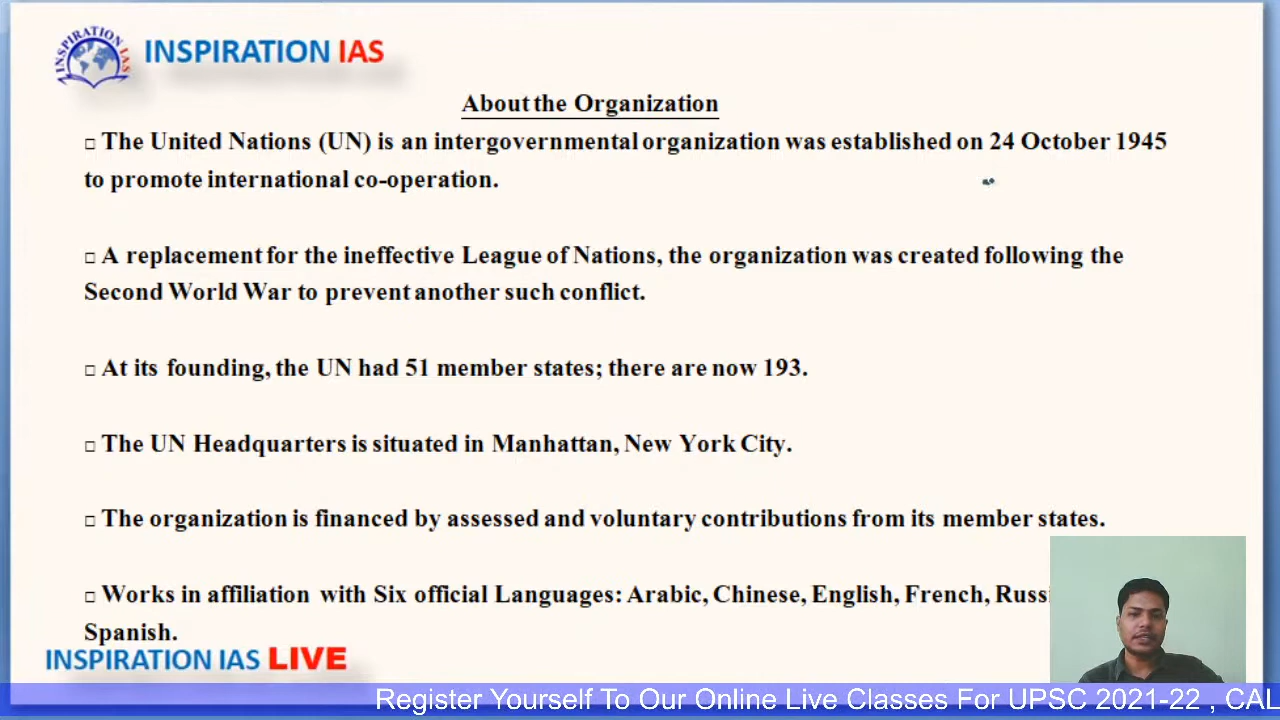 INSPIRATION IAS
INSPIRATION IAS
About the Organization
□ The United Nations (UN) is an intergovernmental organization was established on 24 October 1945
to promote international co-operation.
□ A replacement for the ineffective League of Nations, the organization was created following the
Second World War to prevent another such conflict.
□ At its founding, the UN had 51 member states; there are now 193.
□ The UN Headquarters is situated in Manhattan, New York City.
□ The organization is financed by assessed and voluntary contributions from its member states.
□ Works in affiliation with Six official Languages: Arabic, Chinese, English, French,
Spanish.
INSPIRATION IAS LIVE
Register Yourself To Our Online Live Classes For UPSC 2021-22 ,